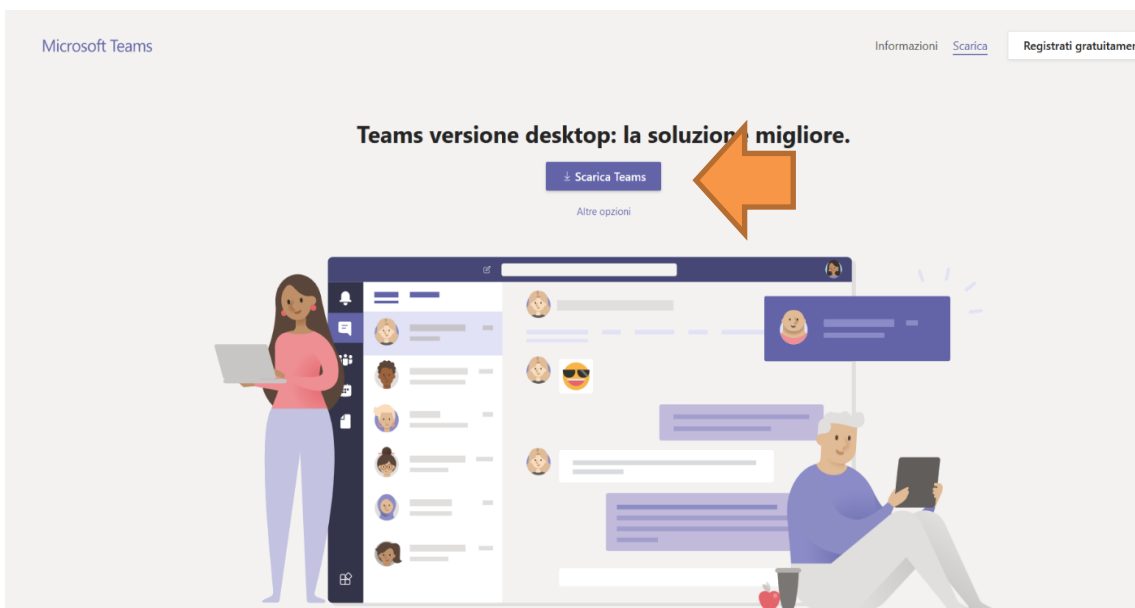 Microsoft Teams
Informazioni Scarica Registrati gratuitamen
Teams versione desktop: la soluzione migliore.
Scarica Teams
Altre opzioni